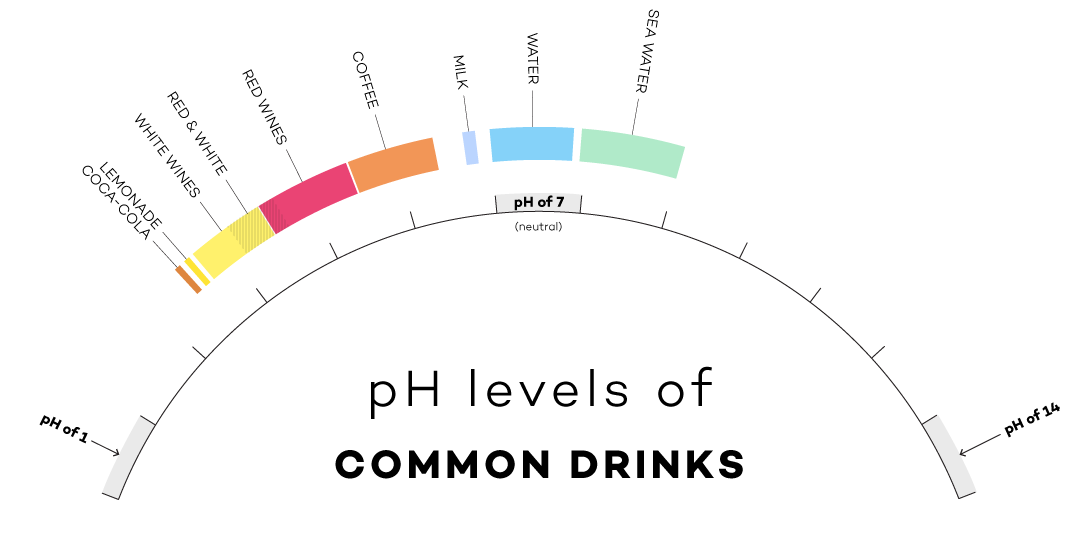 COCA-COLA
LEMONADE
WHITE WINES
RED & WHITE
RED WINES
COFFEE
MILK
WATER
SEA WATER
pH of 7
(neutral)
pH of 1
pH of 14
pH levels of
COMMON DRINKS